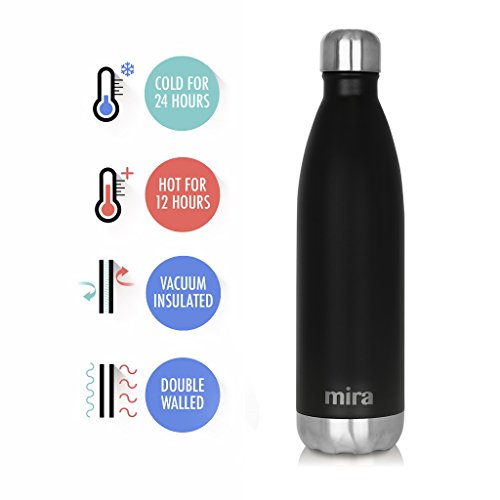 COLD FOR
24 HOURS
HOT FOR
12 HOURS
VACUUM
INSULATED
DOUBLE
WALLED
mira